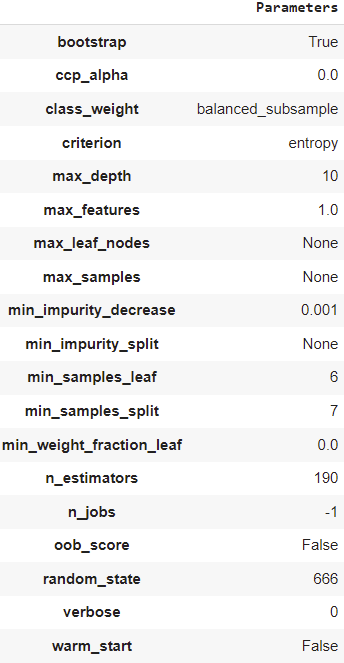 Parameters
bootstrap True
ccp_alpha 0.0
class_weight balanced_subsample
criterion entropy
max_depth 10
max_features 1.0
max_leaf_nodes None
max_samples None
min_impurity_decrease 0.001
min_impurity_split None
min_samples_leaf 6
min_samples_split 7
min_weight_fraction_leaf 0.0
n_estimators 190
n_jobs -1
oob_score False
random_state 666
verbose 0
warm_start False